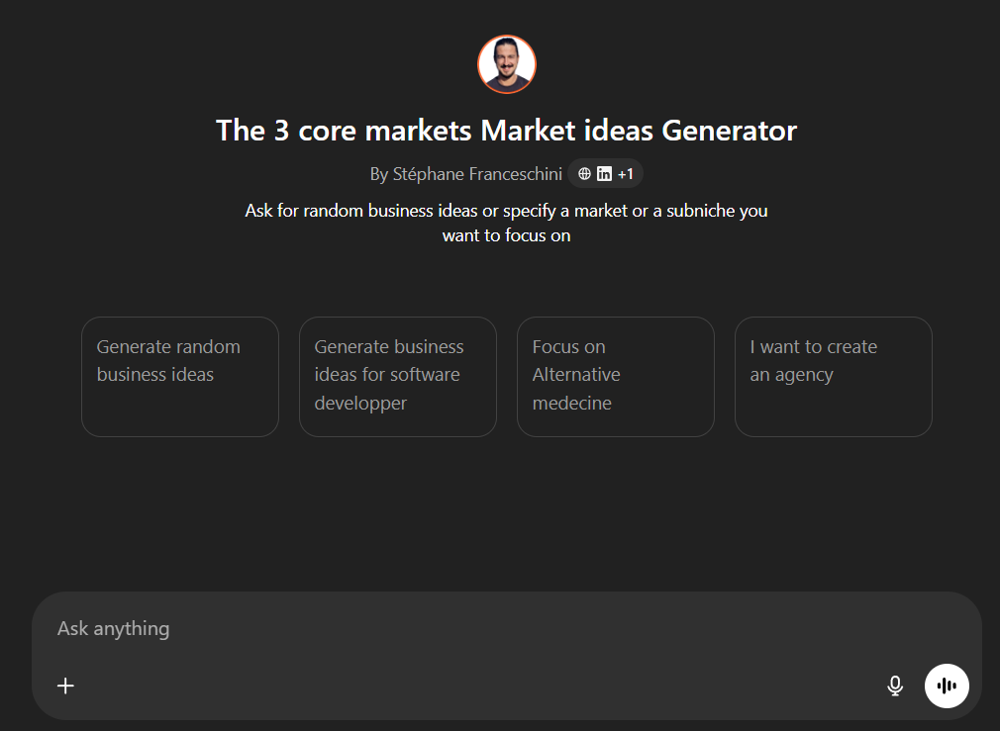 The 3 core markets Market ideas Generator
By Stéphane Franceschini in +1
Ask for random business ideas or specify a market or a subniche you
want to focus on
Generate random
business ideas
Generate business
ideas for software
developper
Focus on
Alternative
medecine
I want to create
an agency
Ask anything